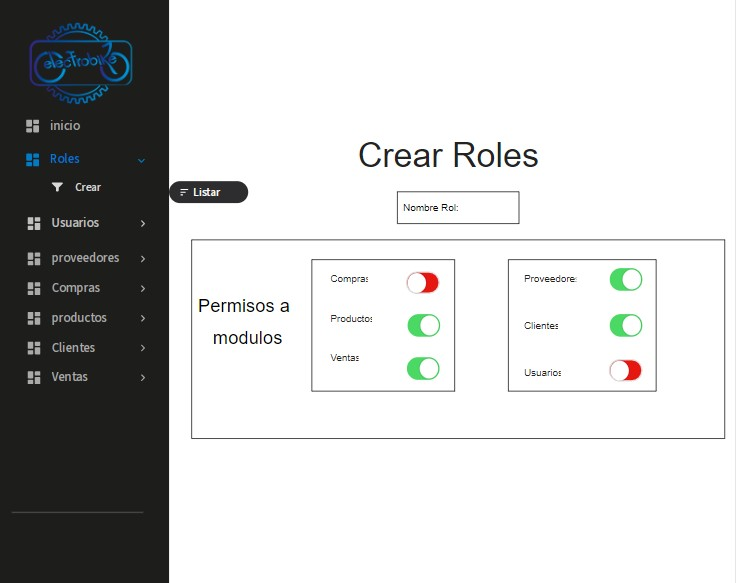 electrobike
inicio
Roles
Crear
Usuarios
proveedores
Compras
productos
Clientes
Ventas
Listar
Crear Roles
Nombre Rol:
Permisos a
modulos
Compras
Productos
Ventas
Proveedores
Clientes
Usuarios